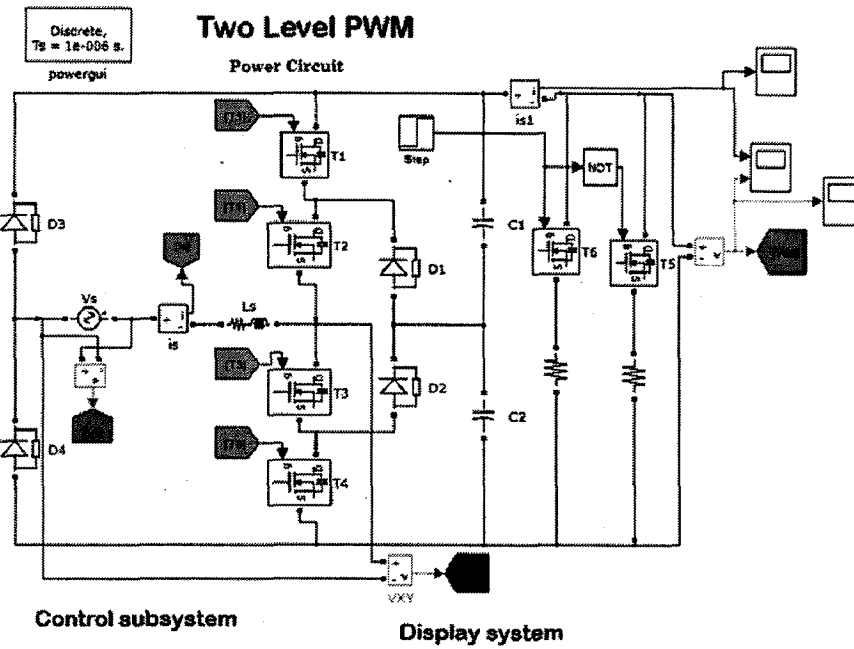 Discrete,
Ts = 1e-006 s.
powergui
Two Level PWM
Power Circuit
is1
Step
NOT
T1
T2
T3
T4
T6
T5
D3
D1
D2
D4
C1
C2
Vs
is
Ls
VXY
Control subsystem
Display system